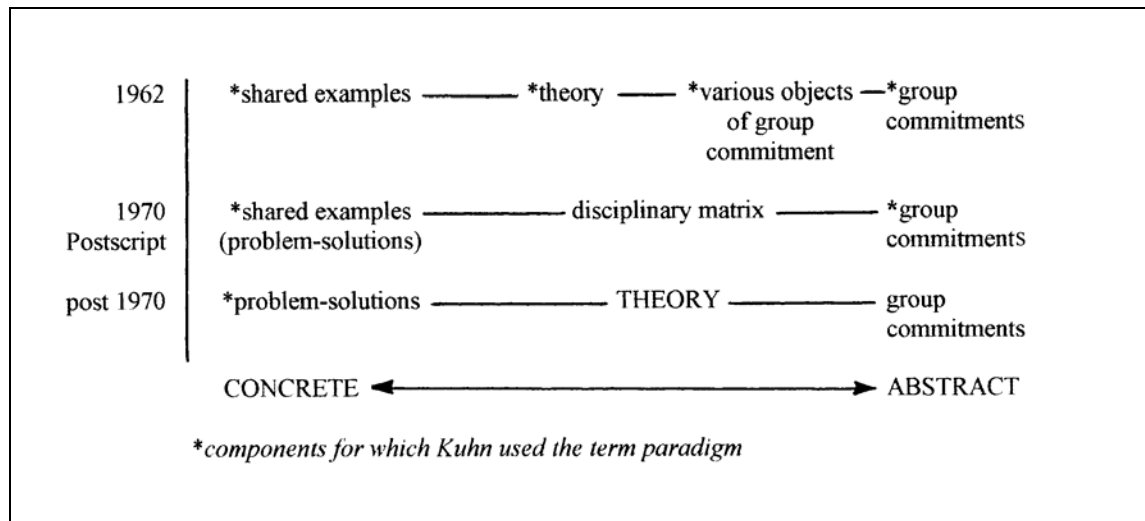 1962 *shared examples *theory *various objects *group
of group commitments
commitment
1970 *shared examples disciplinary matrix *group
Postscript (problem-solutions) commitments
post 1970 *problem-solutions THEORY group
commitments
CONCRETE ABSTRACT
*components for which Kuhn used the term paradigm